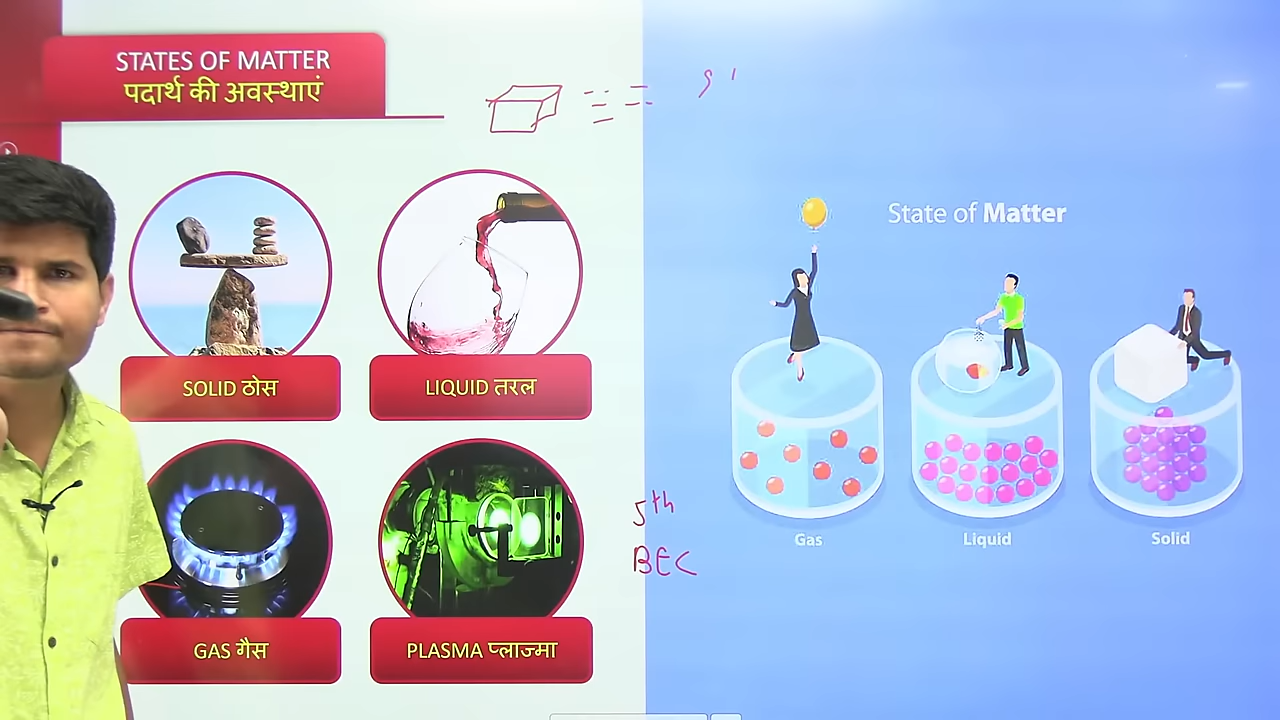 STATES OF MATTER
पदार्थ की अवस्थाएं
SOLID ठोस
LIQUID तरल
GAS गैस
PLASMA प्लाज्मा
5th
BEC
State of Matter
Gas
Liquid
Solid